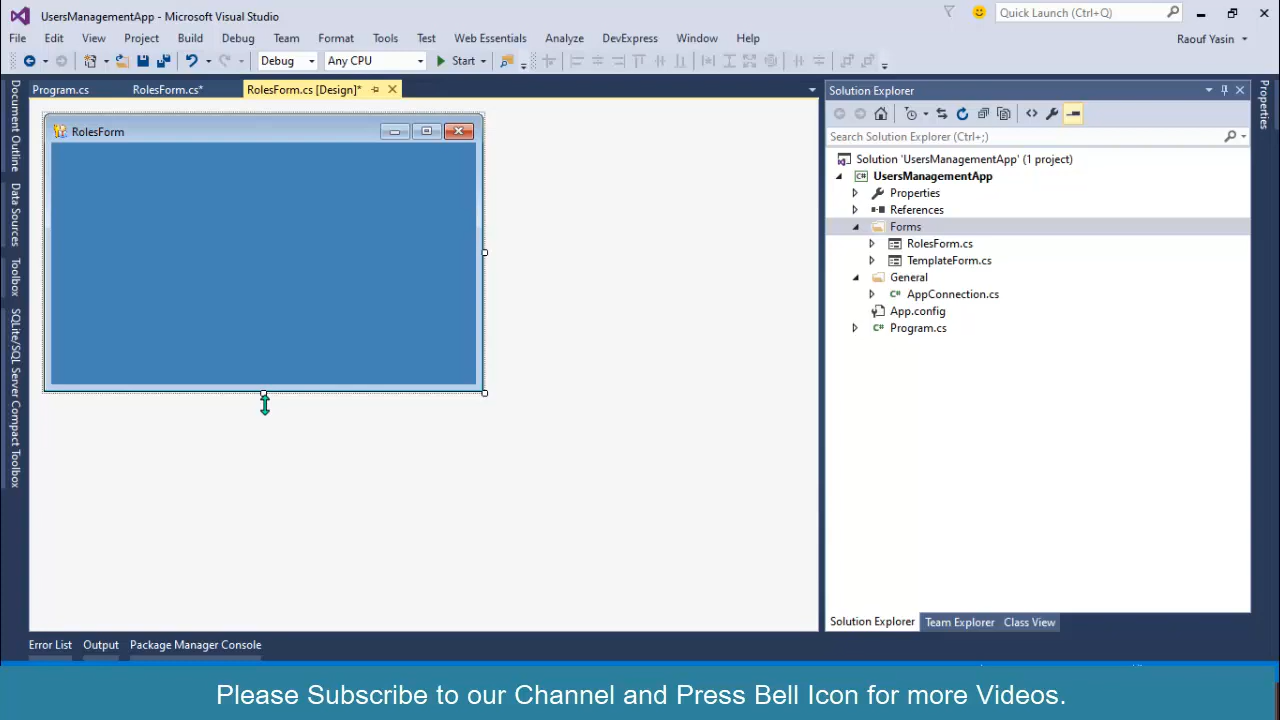 UsersManagementApp - Microsoft Visual Studio
Quick Launch (Ctrl+Q)
File Edit View Project Build Debug Team Format Tools Test Web Essentials Analyze DevExpress Window Help
Raouf Yasin
Debug Any CPU Start
Program.cs RolesForm.cs* RolesForm.cs [Design]*
Document Outline
Data Sources
Toolbox
SQLite/SQL Server Compact Toolbox
RolesForm
Solution Explorer
Search Solution Explorer (Ctrl+;)
Solution 'UsersManagementApp' (1 project)
UsersManagementApp
Properties
References
Forms
RolesForm.cs
TemplateForm.cs
General
AppConnection.cs
App.config
Program.cs
Solution Explorer Team Explorer Class View
Properties
Error List Output Package Manager Console
Please Subscribe to our Channel and Press Bell Icon for more Videos.